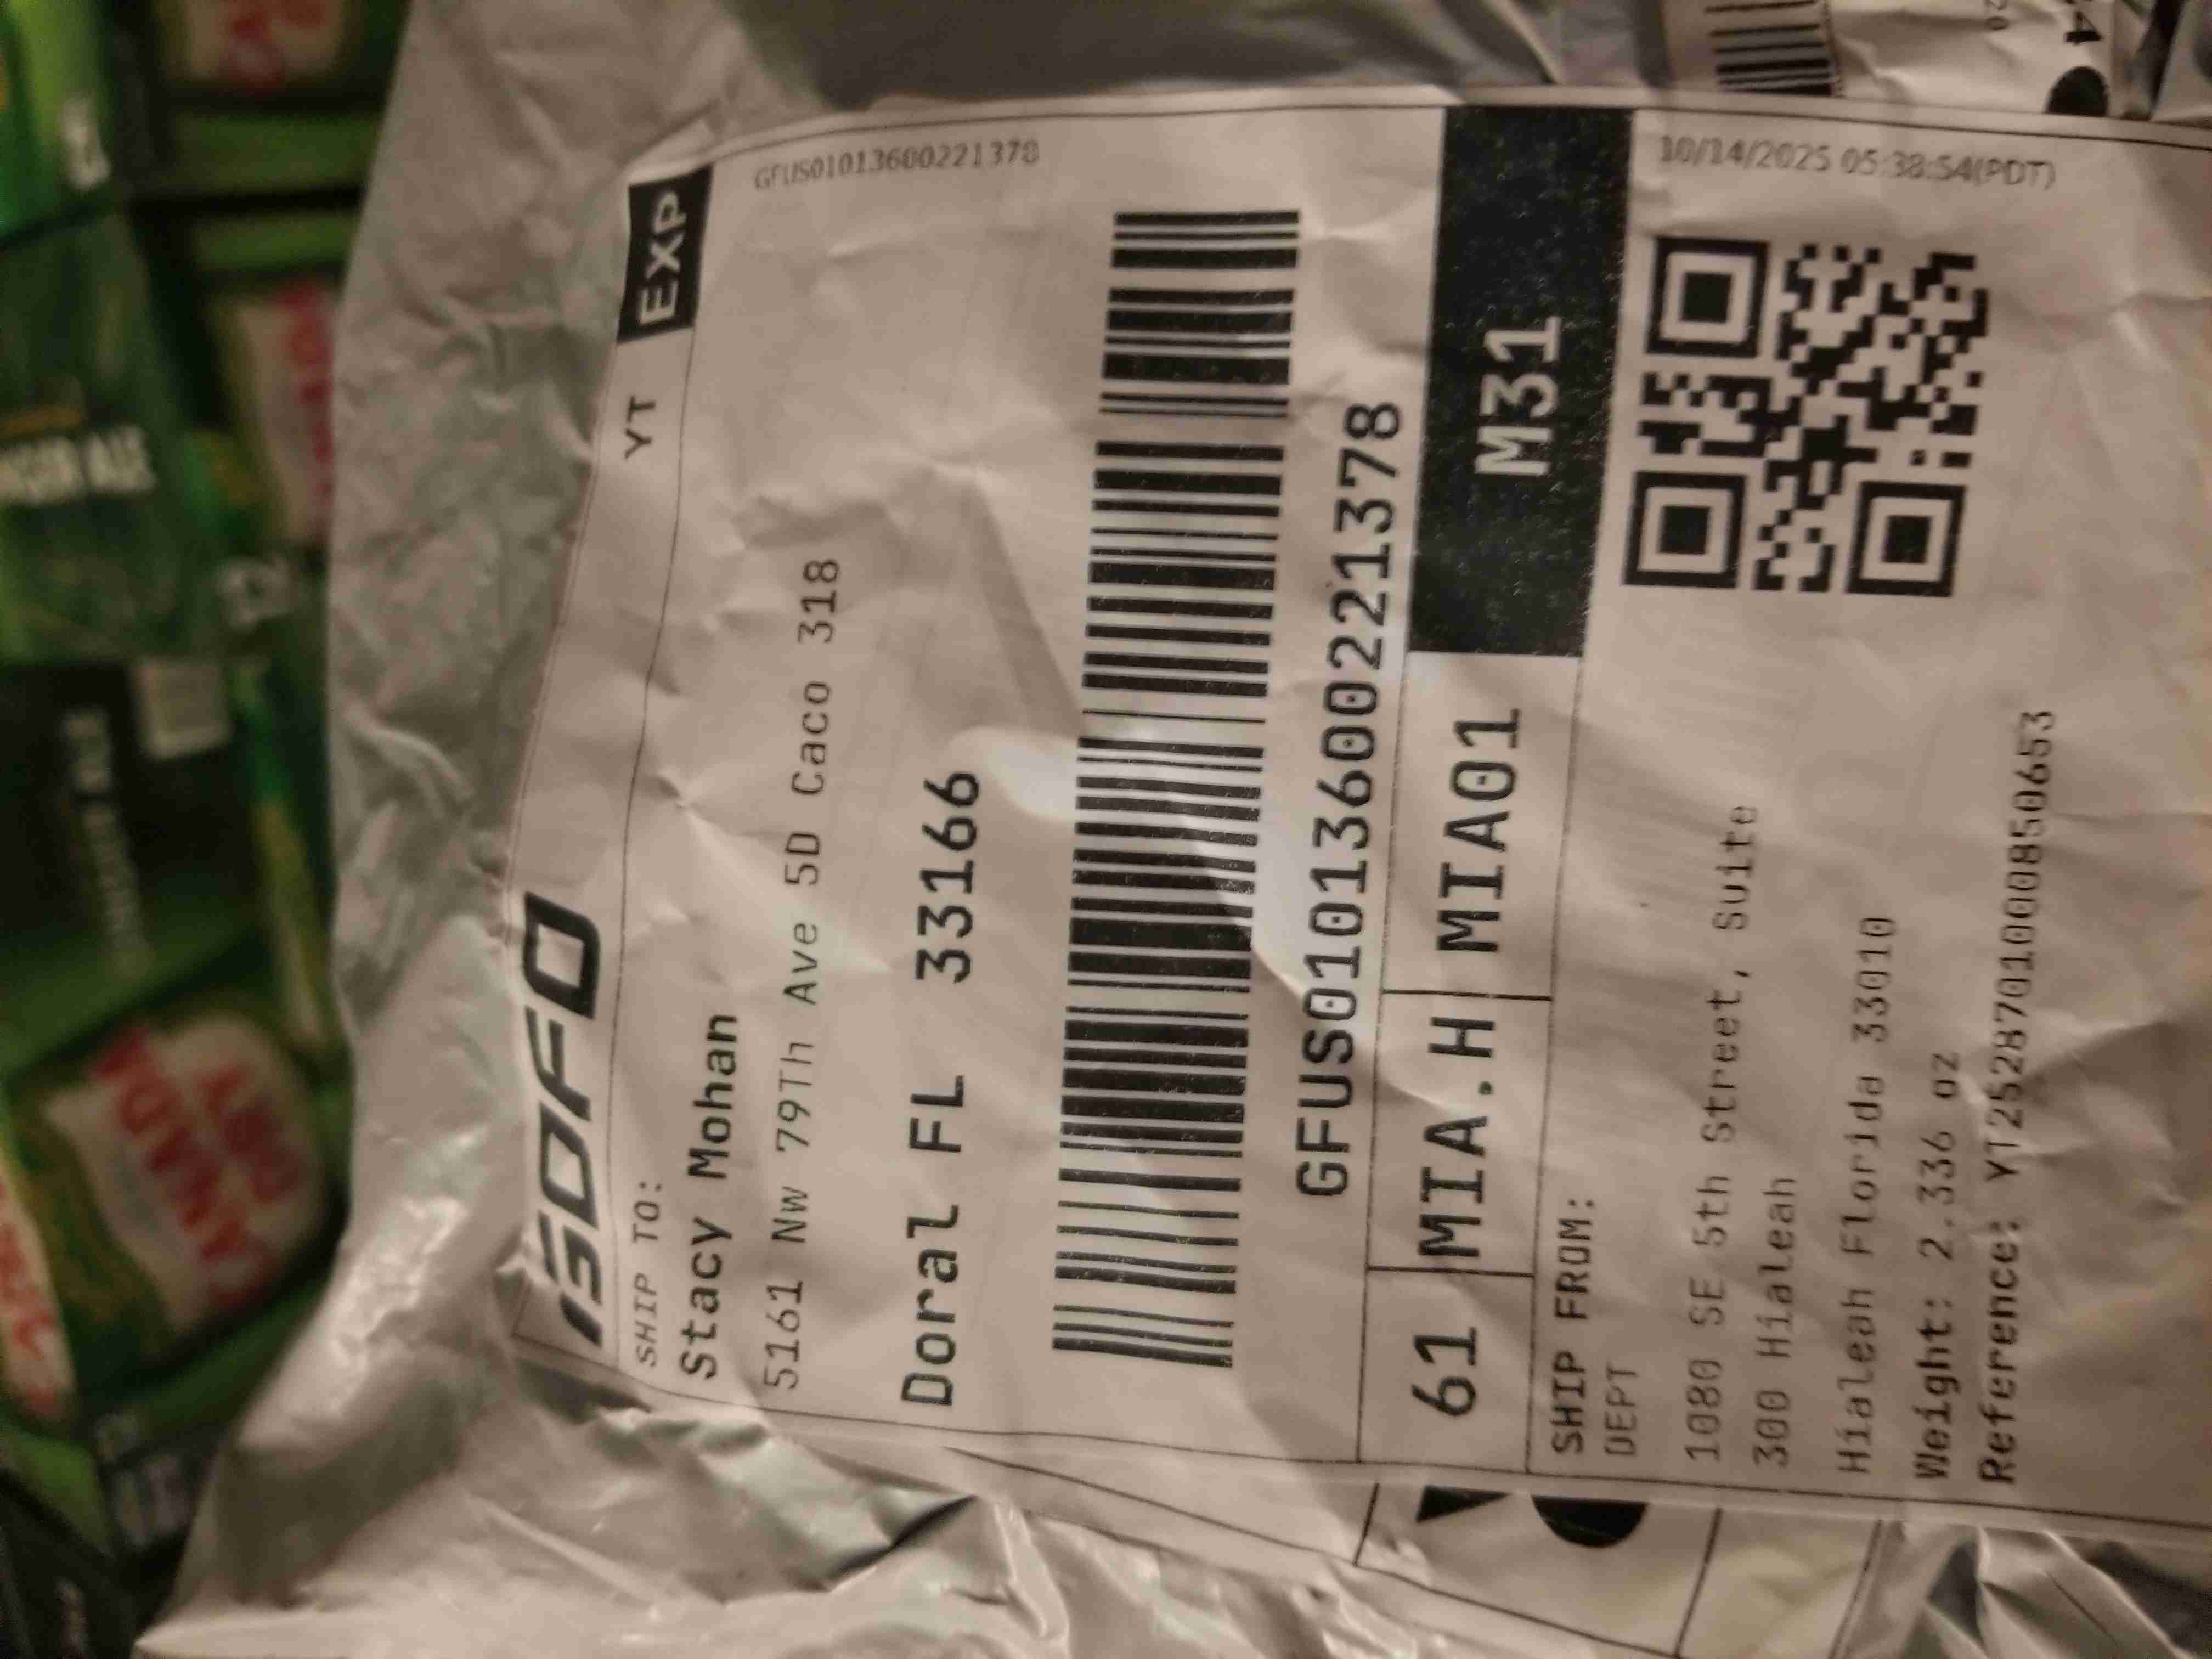 GOFO
YT EXP
GFUS01013600221378
SHIP TO:
Stacy Mohan
5161 Nw 79Th Ave 5D Caco 318
Doral FL 33166
GFUS01013600221378
61 MIA.H MIA01 M31
10/14/2025 05:38:54(PDT)
SHIP FROM:
DEPT
1080 SE 5th Street, Suite
300 Hialeah
Hialeah Florida 33010
Weight: 2.336 oz
Reference: YT2528701000850653